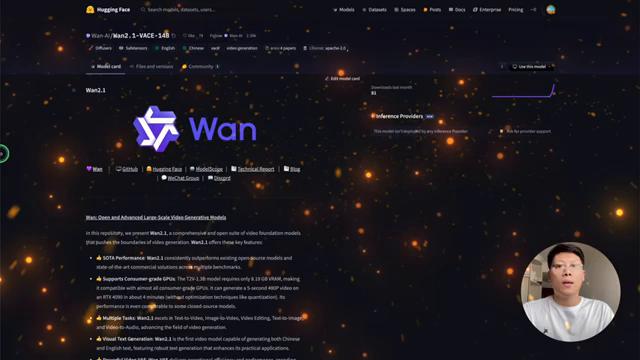 Hugging Face
Search models, datasets, users...
Models
Datasets
Spaces
Posts
Docs
Enterprise
Pricing
Wan-AI/Wan2.1-VACE-14B
like
Follow
Wan-AI
Diffusers
Safetensors
English
Chinese
vace
video generation
License: apache-2.0
Model card
Files and versions
Community
Use this model
Edit model card
Wan2.1
Downloads last month
81
Inference Providers NEW
This model isn't deployed by any Inference Provider.
Ask for provider support
Wan
Wan | GitHub | Hugging Face | ModelScope | Technical Report | Blog
WeChat Group | Discord
Wan: Open and Advanced Large-Scale Video Generative Models
In this repository, we present Wan2.1, a comprehensive and open suite of video foundation models
that pushes the boundaries of video generation. Wan2.1 offers these key features:
• 👍 SOTA Performance: Wan2.1 consistently outperforms existing open-source models and
state-of-the-art commercial solutions across multiple benchmarks.
• 👍 Supports Consumer-grade GPUs: The T2V-1.3B model requires only 8.19 GB VRAM, making
it compatible with almost all consumer-grade GPUs. It can generate a 5-second 480P video on
an RTX 4090 in about 4 minutes (without optimization techniques like quantization). Its
performance is even comparable to some closed-source models.
• 👍 Multiple Tasks: Wan2.1 excels in Text-to-Video, Image-to-Video, Video Editing, Text-to-Image,
and Video-to-Audio, advancing the field of video generation.
• 👍 Visual Text Generation: Wan2.1 is the first video model capable of generating both Chinese
and English text, featuring robust text generation that enhances its practical applications.